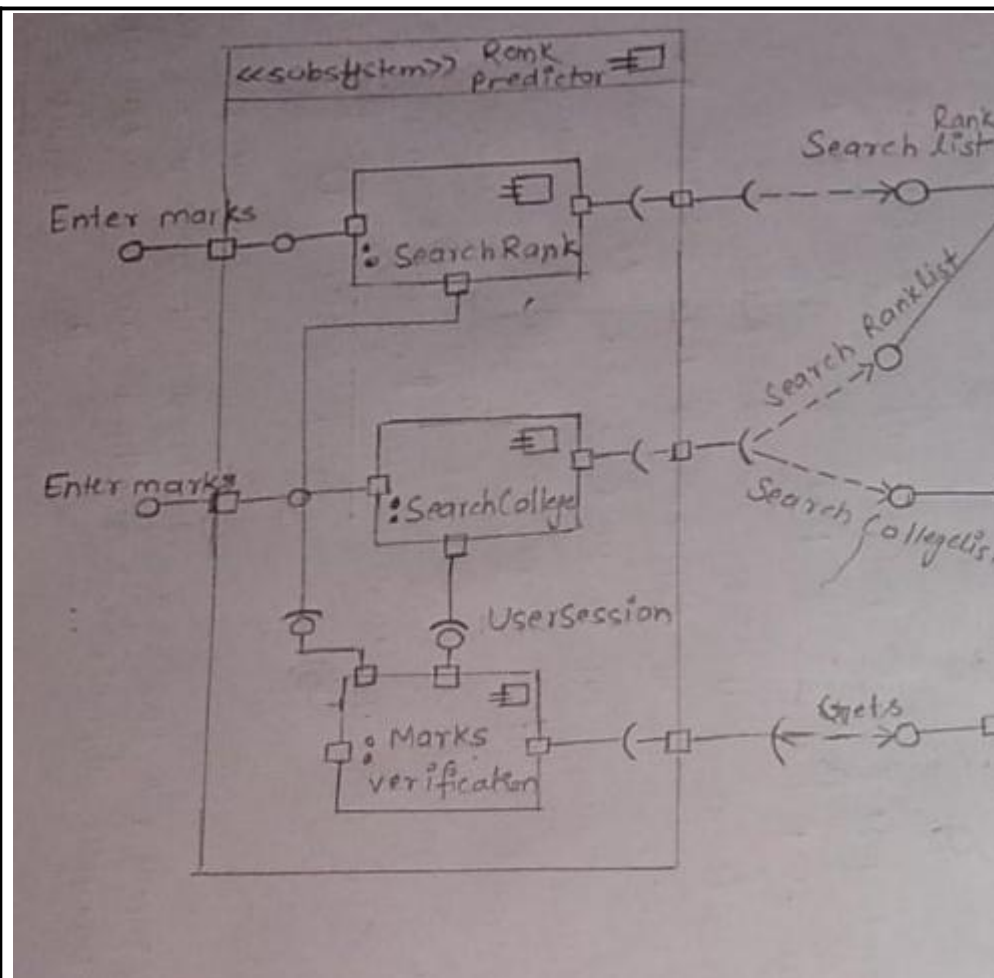 <<subsystem>> Rank
predictor
Rank
Search list
Enter marks
: SearchRank
Search Ranklist
Enter marks
: SearchCollege
Search Collegelis
UserSession
Gets
: Marks
verification